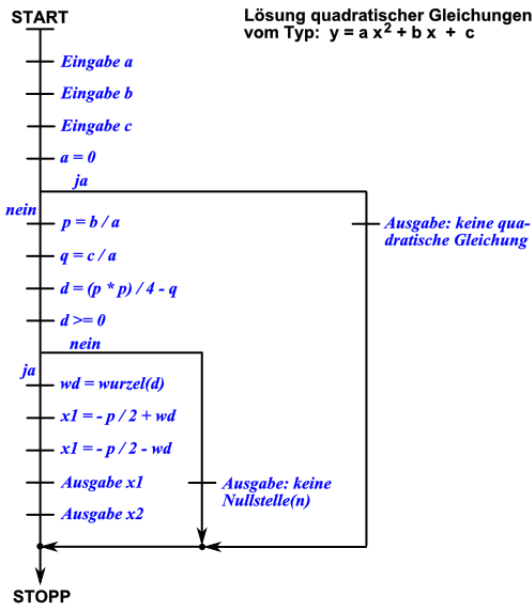 START
Lösung quadratischer Gleichungen
vom Typ: y = a x² + b x + c
Eingabe a
Eingabe b
Eingabe c
a = 0
ja
nein
p = b / a
Ausgabe: keine qua-
dratische Gleichung
q = c / a
d = (p * p) / 4 - q
d >= 0
nein
ja
wd = wurzel(d)
x1 = - p / 2 + wd
x1 = - p / 2 - wd
Ausgabe x1
Ausgabe: keine
Nullstelle(n)
Ausgabe x2
STOPP